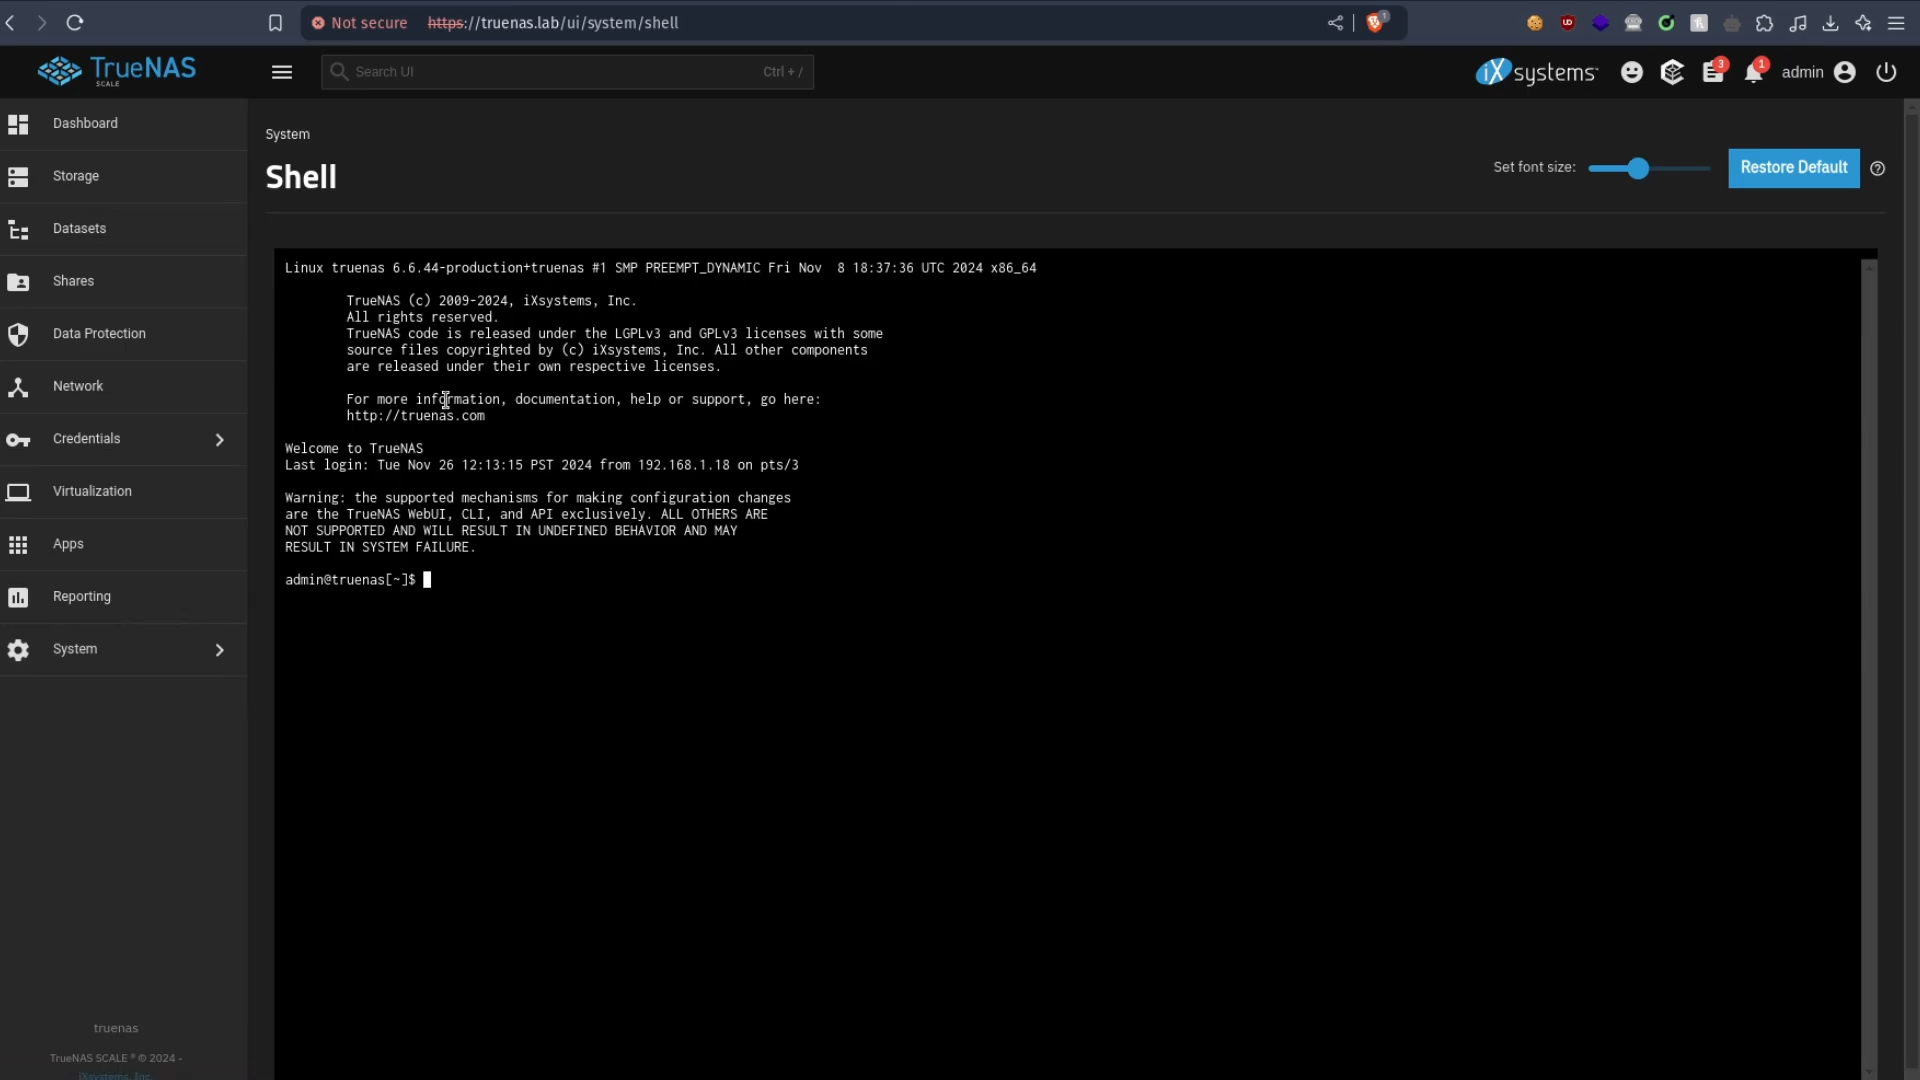 Not secure https://truenas.lab/ui/system/shell 1
TrueNAS
SCALE
Search UI Ctrl + /
iXsystems 3 1 admin
Dashboard
Storage
Datasets
Shares
Data Protection
Network
Credentials
Virtualization
Apps
Reporting
System
truenas
TrueNAS SCALE ® © 2024 -
iXsystems, Inc.
System
Shell
Set font size: Restore Default
Linux truenas 6.6.44-production+truenas #1 SMP PREEMPT_DYNAMIC Fri Nov  8 18:37:36 UTC 2024 x86_64
TrueNAS (c) 2009-2024, iXsystems, Inc.
All rights reserved.
TrueNAS code is released under the LGPLv3 and GPLv3 licenses with some
source files copyrighted by (c) iXsystems, Inc. All other components
are released under their own respective licenses.
For more information, documentation, help or support, go here:
http://truenas.com
Welcome to TrueNAS
Last login: Tue Nov 26 12:13:15 PST 2024 from 192.168.1.18 on pts/3
Warning: the supported mechanisms for making configuration changes
are the TrueNAS WebUI, CLI, and API exclusively. ALL OTHERS ARE
NOT SUPPORTED AND WILL RESULT IN UNDEFINED BEHAVIOR AND MAY
RESULT IN SYSTEM FAILURE.
admin@truenas[~]$